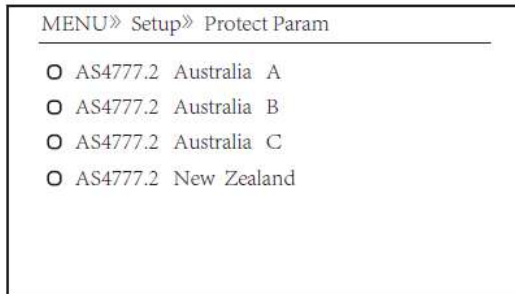 MENU» Setup» Protect Param
AS4777.2 Australia A
AS4777.2 Australia B
AS4777.2 Australia C
AS4777.2 New Zealand